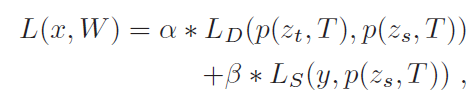 L(x, W) = α ∗ L_D(p(z_t, T), p(z_s, T))
+β ∗ L_S(y, p(z_s, T)) ,